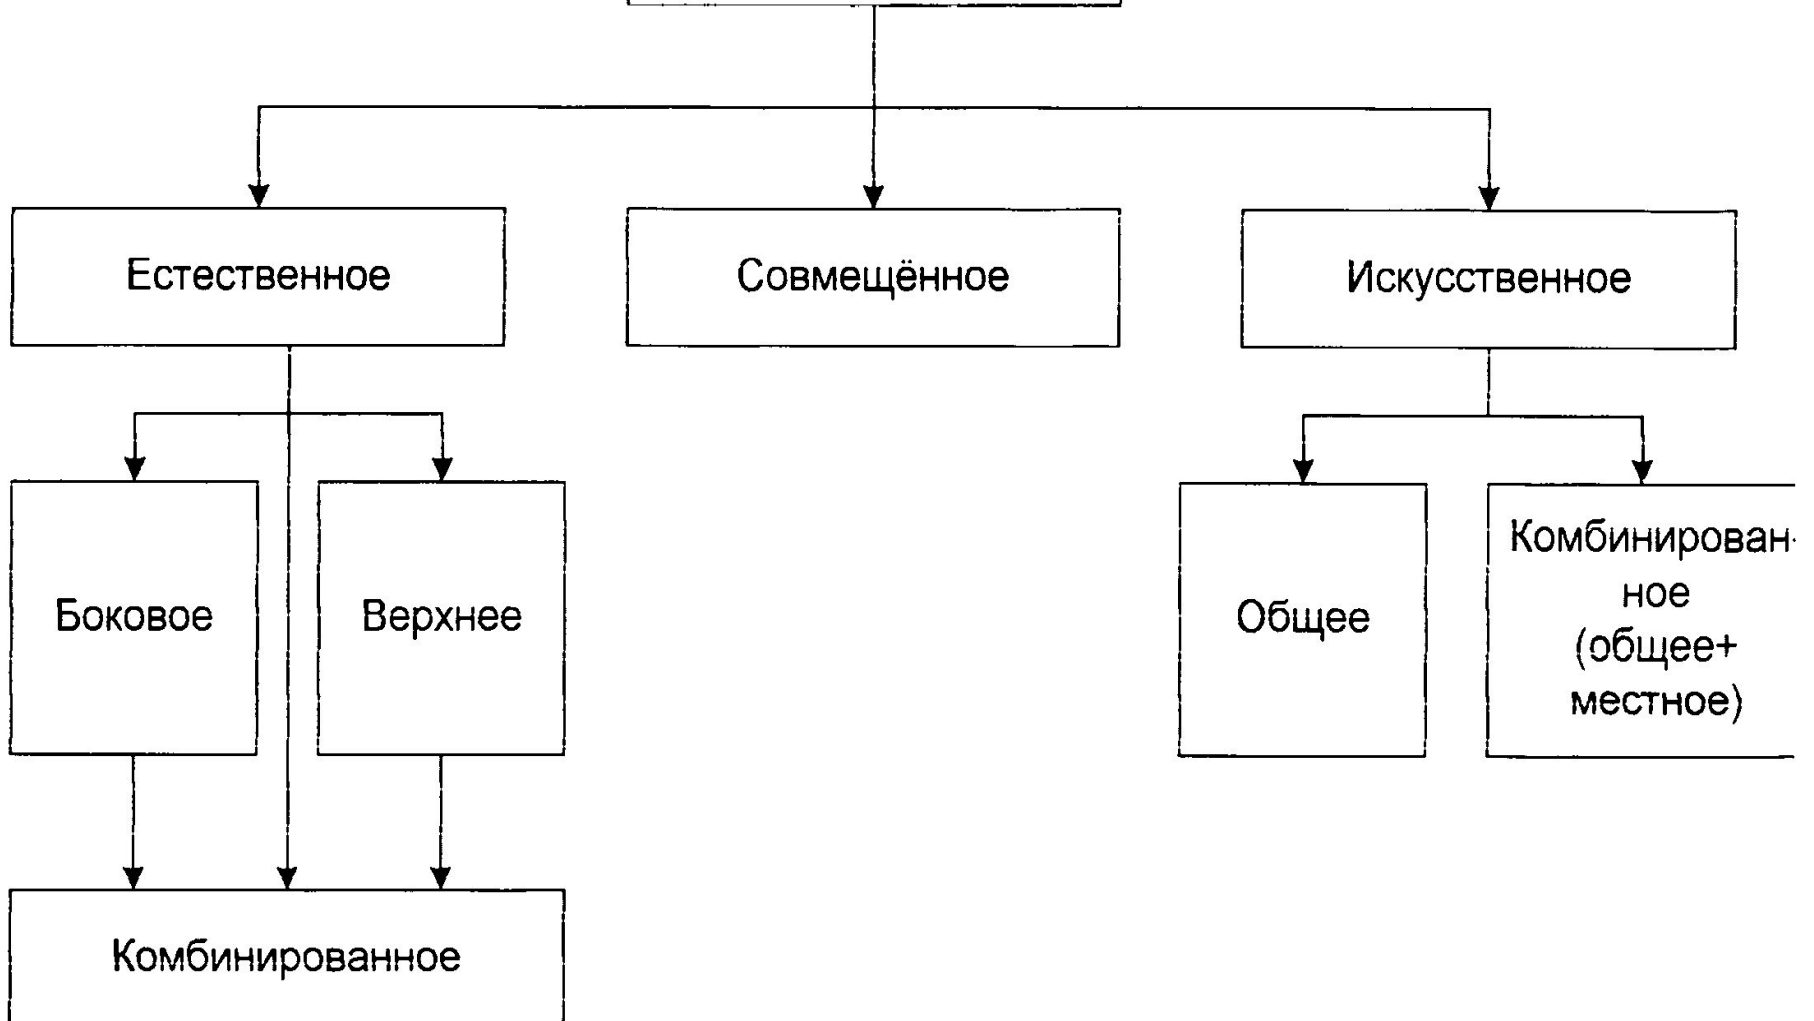 Естественное
Совмещённое
Искусственное
Боковое
Верхнее
Общее
Комбинирован-
ное
(общее+
местное)
Комбинированное